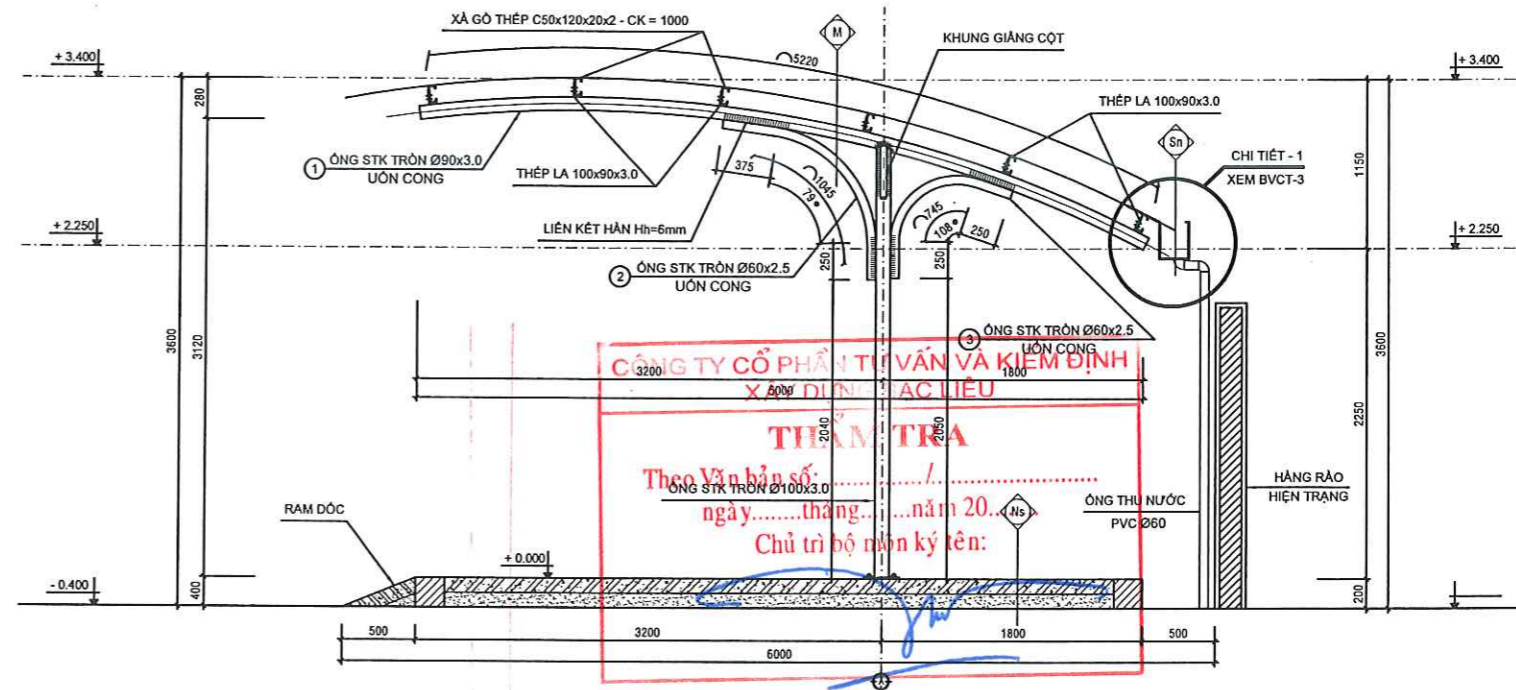 XÀ GỒ THÉP C50x120x20x2 - CK = 1000
M
KHUNG GIẰNG CỘT
+ 3.400
5220
+ 3.400
280
THÉP LA 100x90x3.0
Sn
CHI TIẾT - 1
XEM BVCT-3
1 ỐNG STK TRÒN Ø90x3.0
UỐN CONG
THÉP LA 100x90x3.0
375
1045
79°
1150
+ 2.250
LIÊN KẾT HÀN Hh=6mm
745
108°
250
+ 2.250
250
250
2 ỐNG STK TRÒN Ø60x2.5
UỐN CONG
3 ỐNG STK TRÒN Ø60x2.5
UỐN CONG
3600
3120
3600
CÔNG TY CỔ PHẦN TƯ VẤN VÀ KIỂM ĐỊNH
3200
1800
XÂY DỰNG BẠC LIÊU
5000
2040
2050
2250
THẨM TRA
Theo Văn bản số:............./........................
ỐNG STK TRÒN Ø100x3.0
HÀNG RÀO
HIỆN TRẠNG
ngày........tháng........năm 20.....
Ns
ỐNG THU NƯỚC
PVC Ø60
RAM DỐC
Chủ trì bộ môn ký tên:
+ 0.000
- 0.400
400
200
500
3200
1800
500
6000